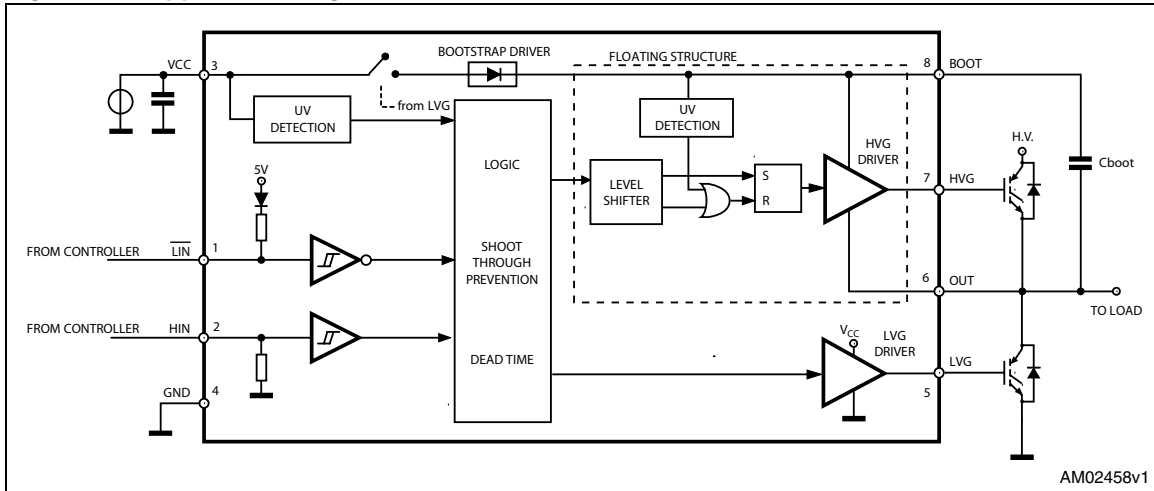 BOOTSTRAP DRIVER
FLOATING STRUCTURE
VCC
3
8
BOOT
from LVG
UV
DETECTION
UV
DETECTION
HVG
DRIVER
H.V.
Cboot
LOGIC
5V
LEVEL
SHIFTER
S
R
7
HVG
FROM CONTROLLER
LIN
1
SHOOT
THROUGH
PREVENTION
6
OUT
TO LOAD
FROM CONTROLLER
HIN
2
DEAD TIME
VCC
LVG
DRIVER
LVG
5
GND
4
AM02458v1